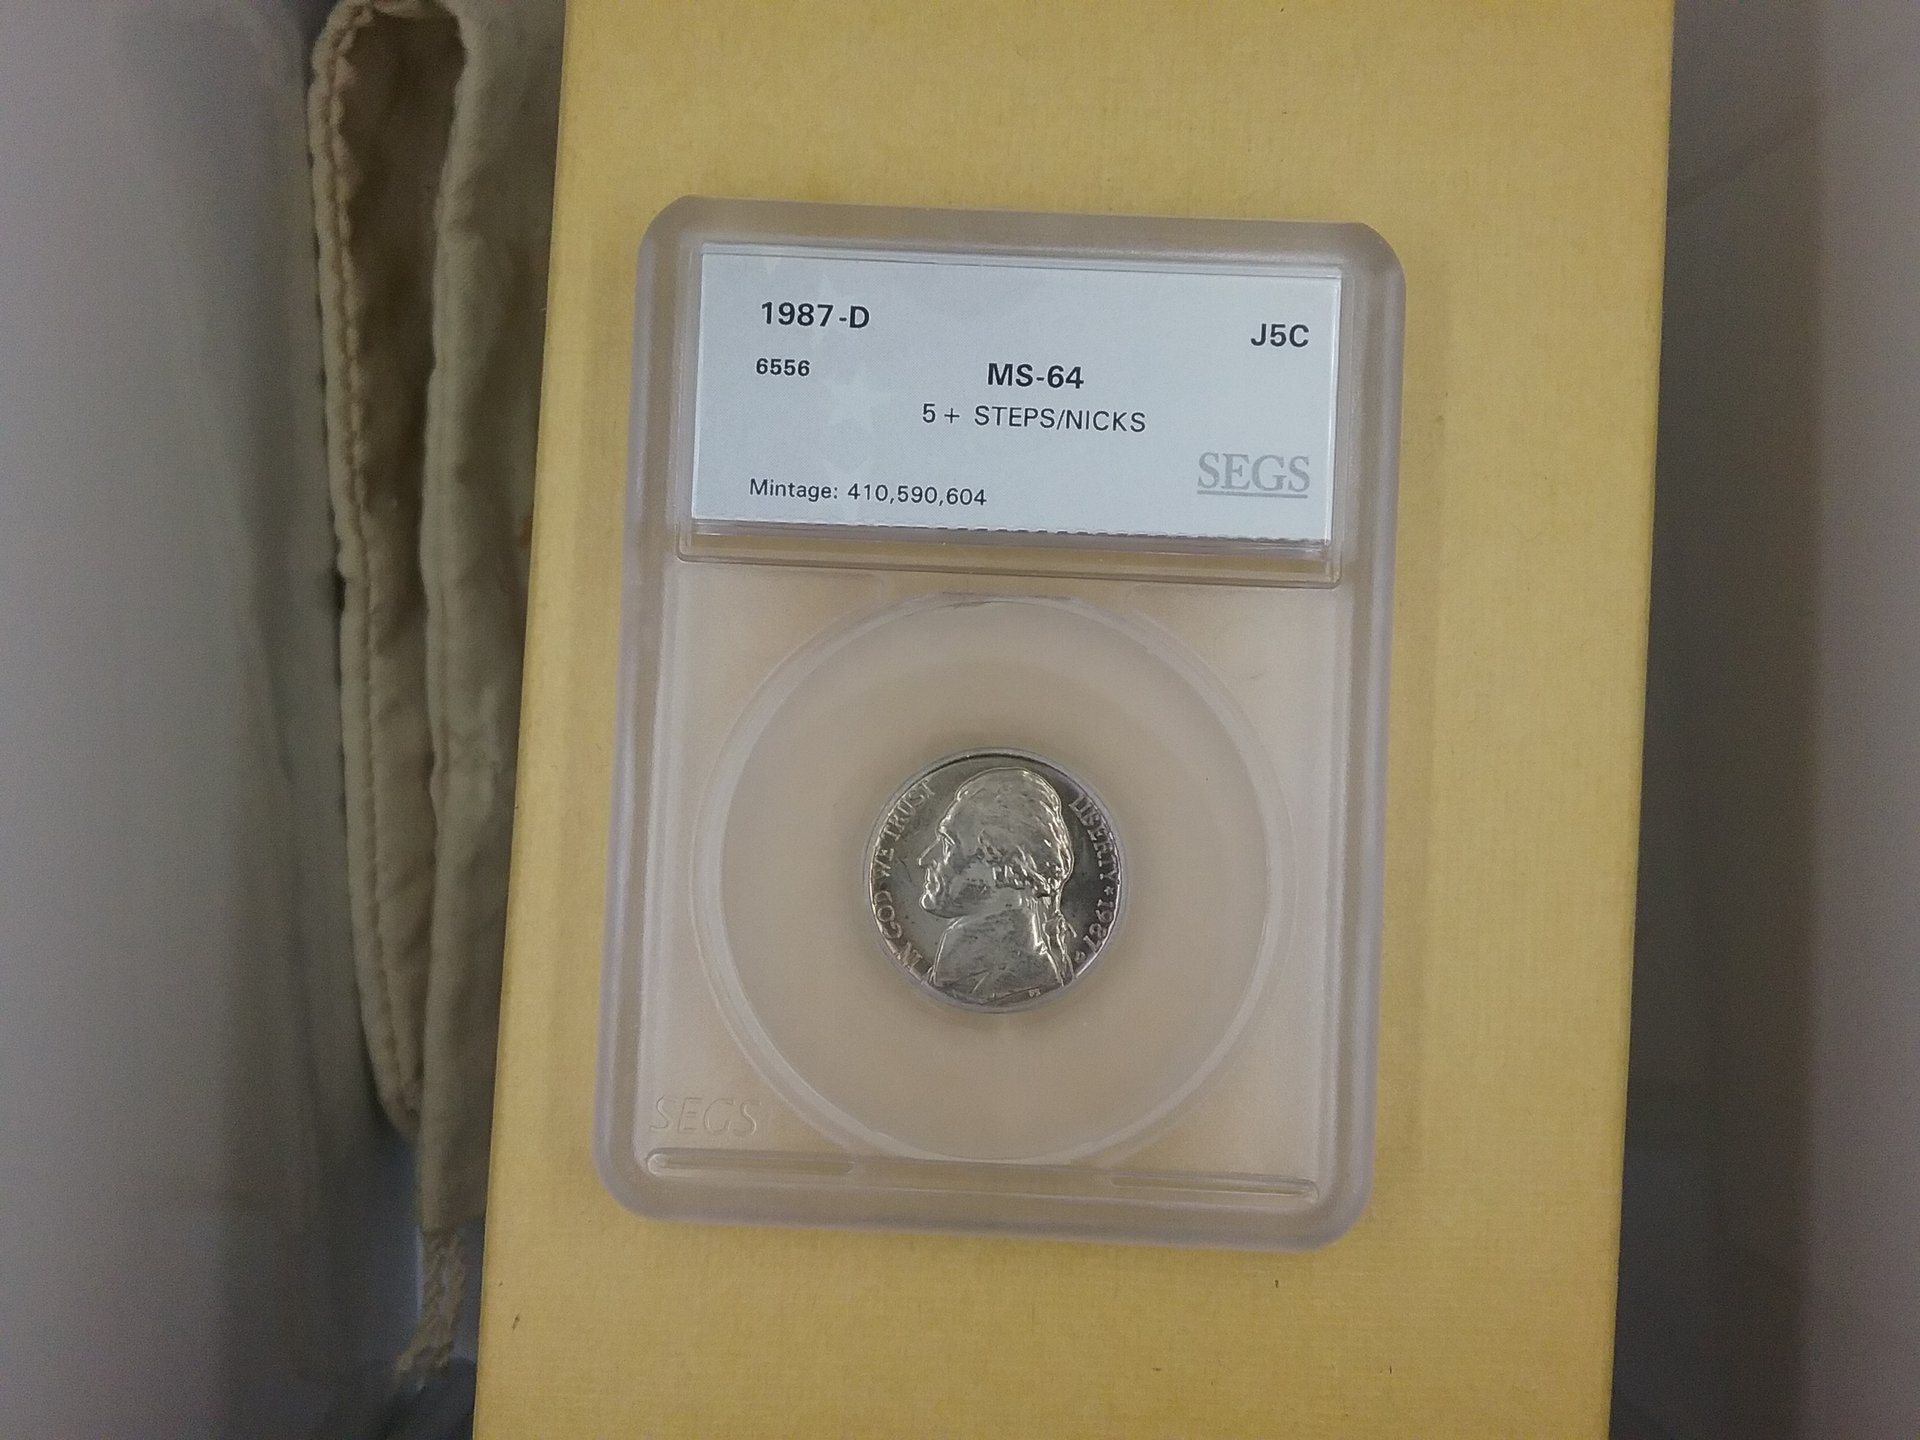 1987-D
J5C
6556
MS-64
5+ STEPS/NICKS
SEGS
Mintage: 410,590,604
IN GOD WE TRUST
LIBERTY ★ 1987
D
FS
SEGS